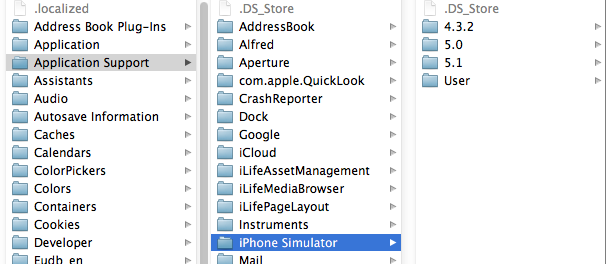 .localized
Address Book Plug-Ins
Application
Application Support
Assistants
Audio
Autosave Information
Caches
Calendars
ColorPickers
Colors
Containers
Cookies
Developer
Eudb_en
.DS_Store
AddressBook
Alfred
Aperture
com.apple.QuickLook
CrashReporter
Dock
Google
iCloud
iLifeAssetManagement
iLifeMediaBrowser
iLifePageLayout
Instruments
iPhone Simulator
Mail
.DS_Store
4.3.2
5.0
5.1
User